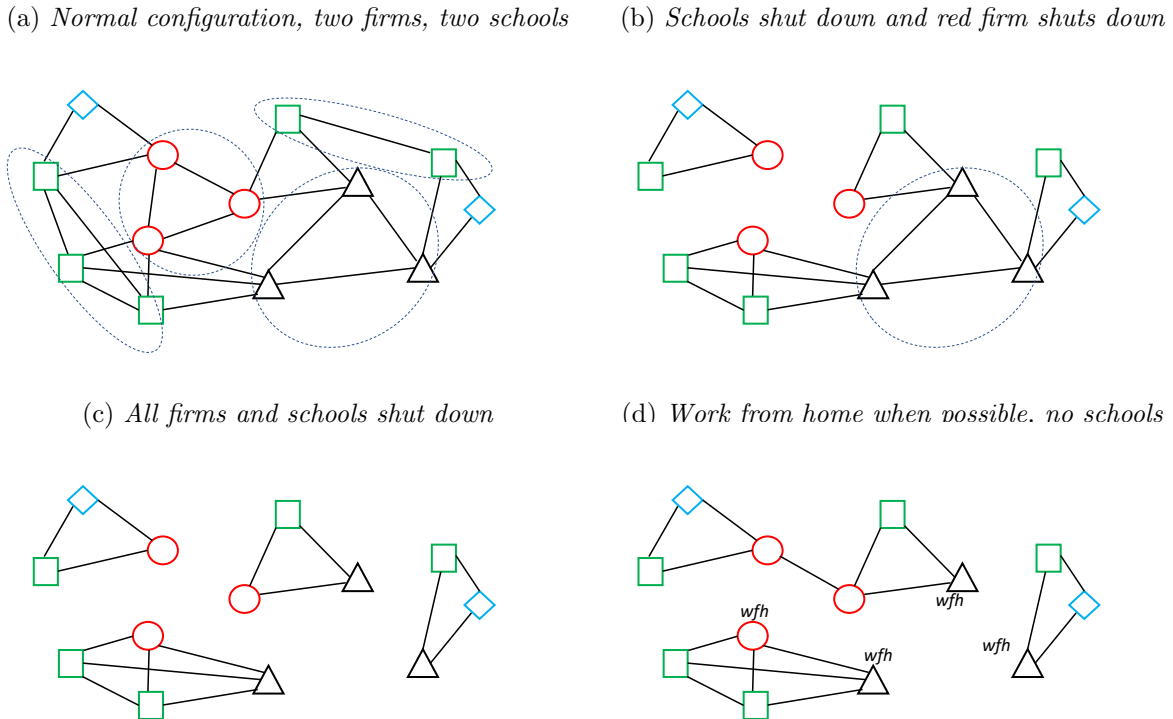 (a) Normal configuration, two firms, two schools
(b) Schools shut down and red firm shuts down
(c) All firms and schools shut down
(d) Work from home when possible, no schools
wfh
wfh
wfh
wfh